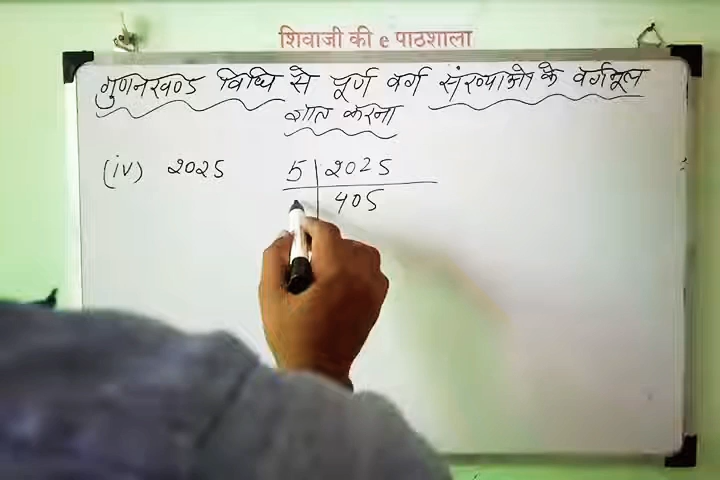 शिवाजी की e पाठशाला
गुणनखण्ड विधि से पूर्ण वर्ग संख्याओ के वर्गमूल
ज्ञात करना
(iv) 2025 5 2025
405